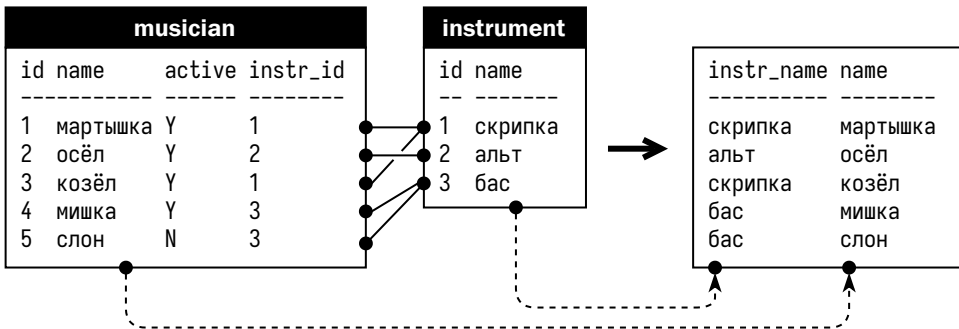 musician
id name active instr_id
----------- ------ --------
1 мартышка Y 1
2 осёл Y 2
3 козёл Y 1
4 мишка Y 3
5 слон N 3
instrument
id name
-- -------
1 скрипка
2 альт
3 бас
instr_name name
---------- --------
скрипка мартышка
альт осёл
скрипка козёл
бас мишка
бас слон